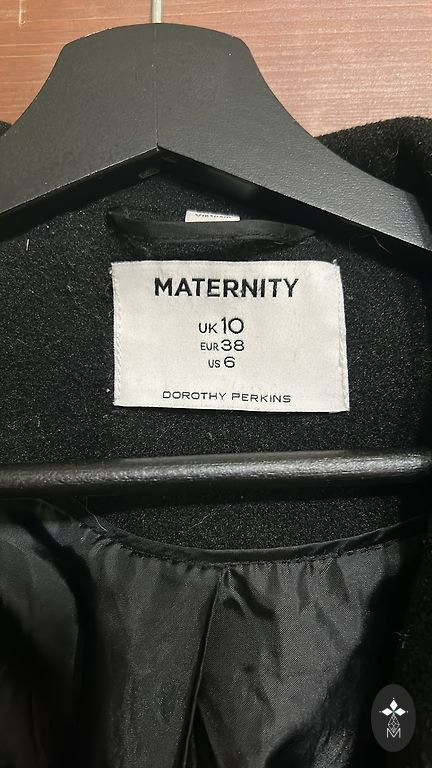 MATERNITY
UK 10
EUR 38
US 6
DOROTHY PERKINS